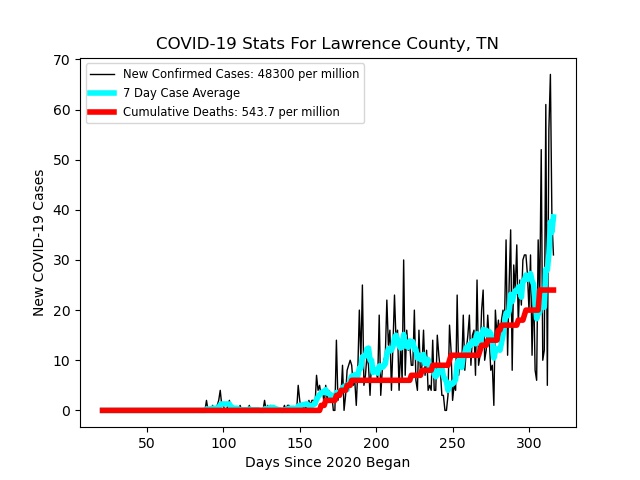 COVID-19 Stats For Lawrence County, TN
New Confirmed Cases: 48300 per million
7 Day Case Average
Cumulative Deaths: 543.7 per million
New COVID-19 Cases
70
60
50
40
30
20
10
0
50 100 150 200 250 300
Days Since 2020 Began